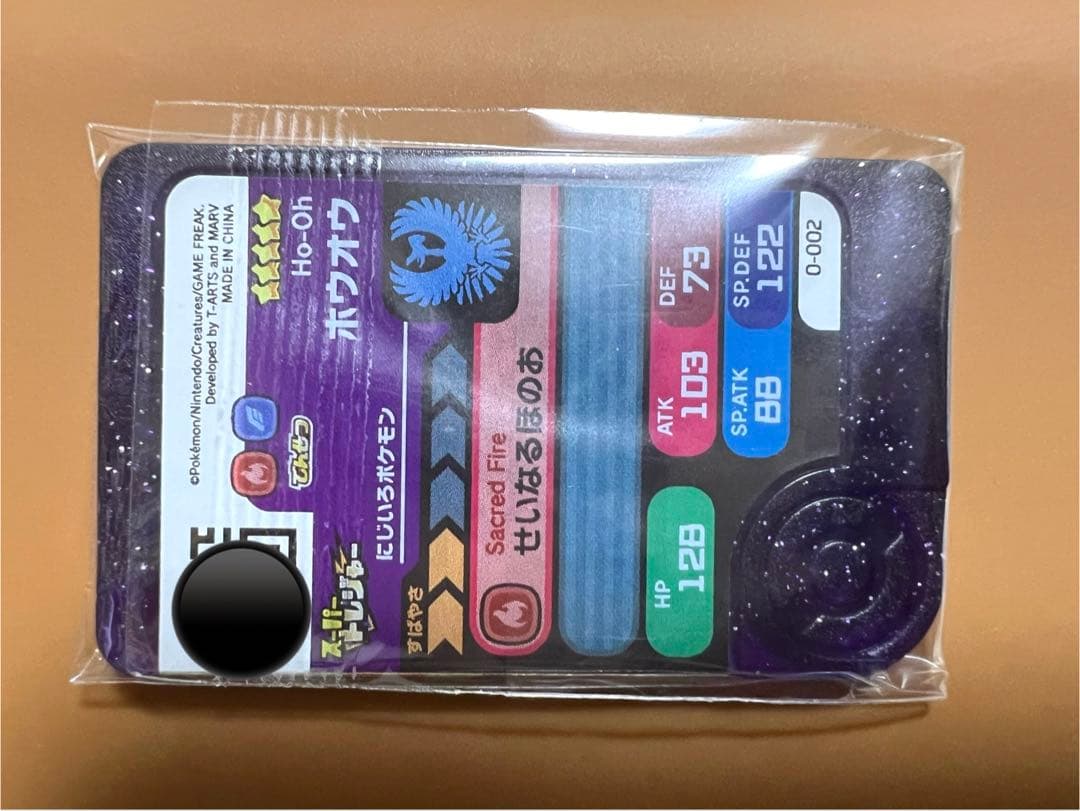 ©Pokémon/Nintendo/Creatures/GAME FREAK.
Developed by T-ARTS and MARV
MADE IN CHINA
でんせつ
Ho-Oh
ホウオウ
スーパー
トレジャー
にじいろポケモン
すばやさ
Sacred Fire
せいなるほのお
HP
128
ATK
103
DEF
73
SP.ATK
88
SP.DEF
122
0-002